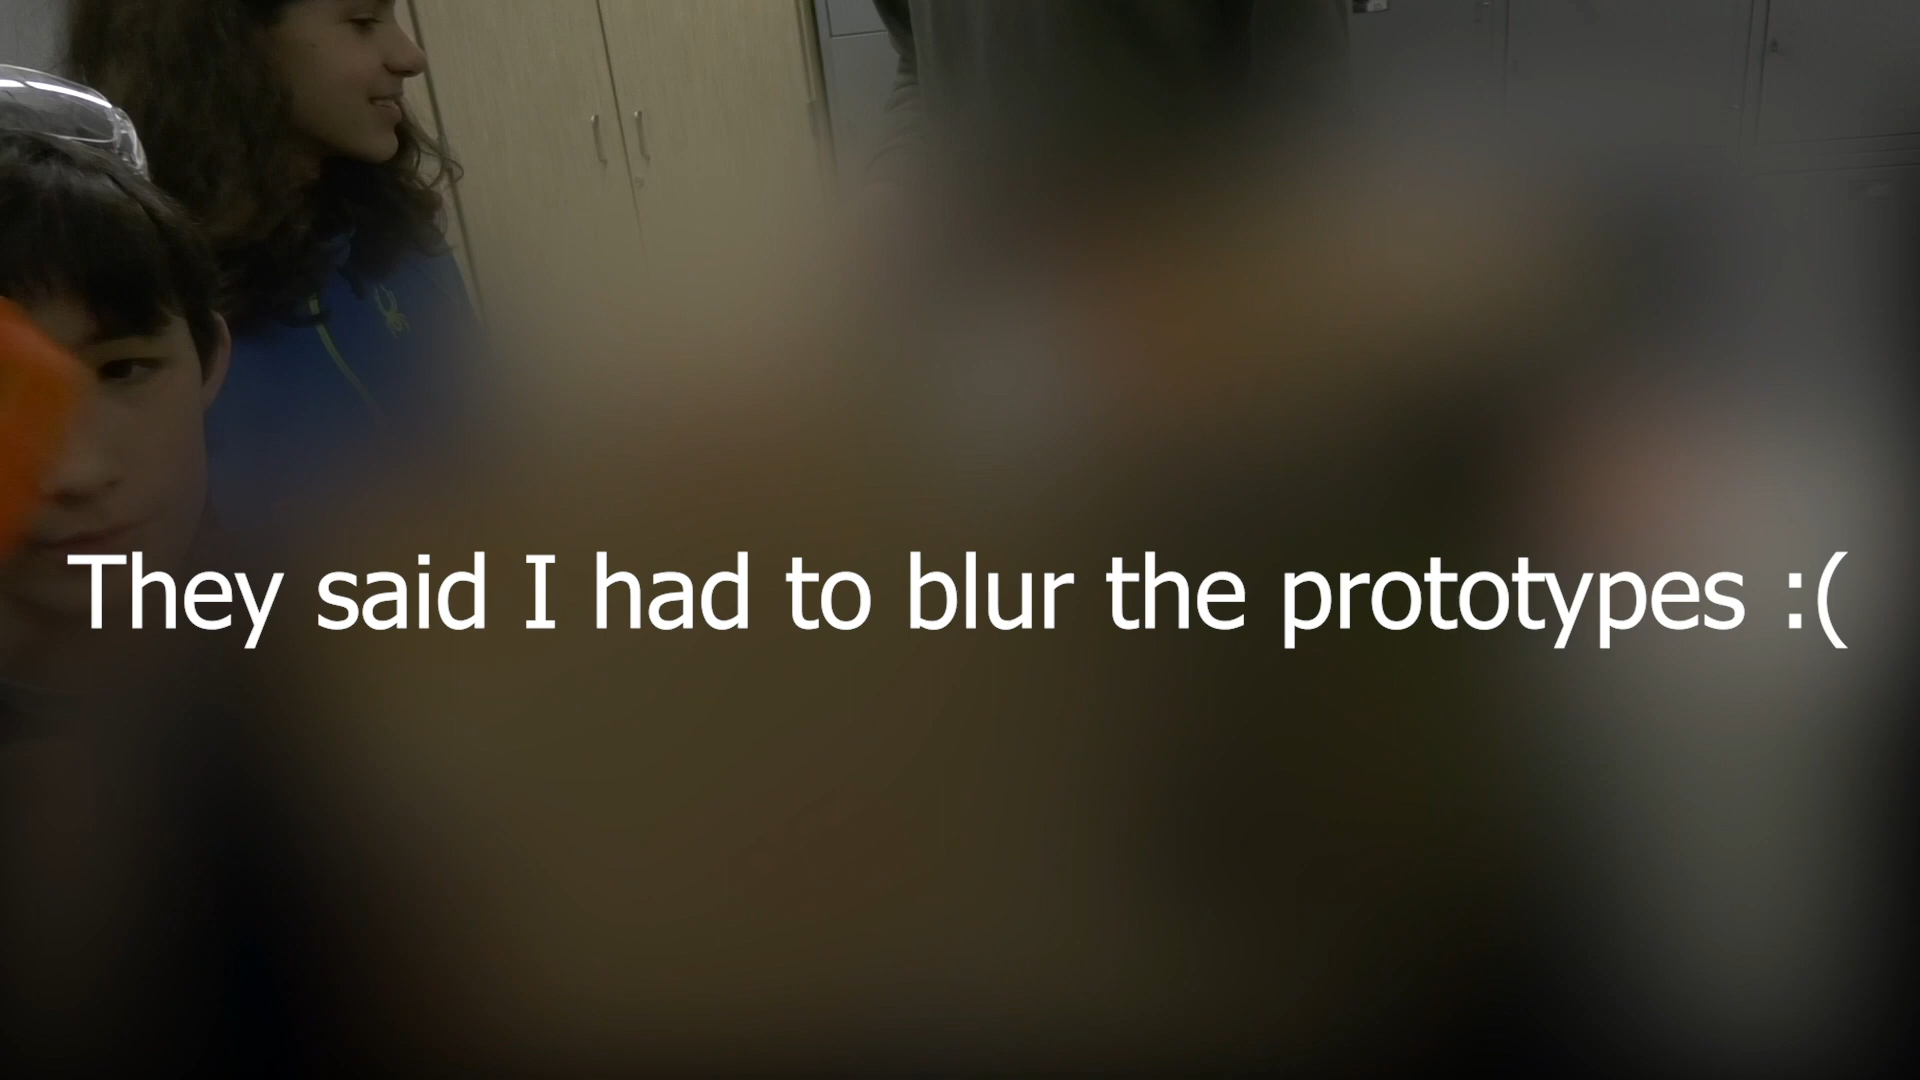 They said I had to blur the prototypes :(